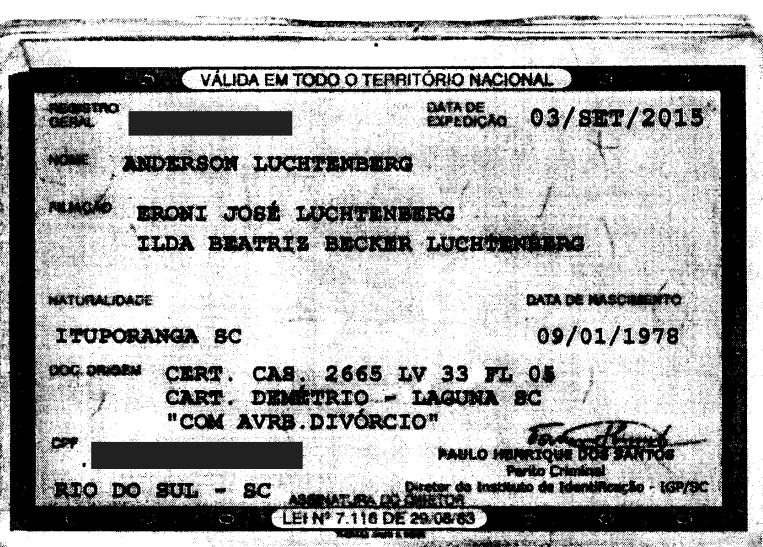 VÁLIDA EM TODO O TERRITÓRIO NACIONAL
REGISTRO GERAL
DATA DE EXPEDIÇÃO 03/SET/2015
NOME ANDERSON LUCHTENBERG
FILIAÇÃO ERONI JOSÉ LUCHTENBERG
ILDA BEATRIZ BECKER LUCHTENBERG
NATURALIDADE DATA DE NASCIMENTO
ITUPORANGA SC 09/01/1978
DOC. ORIGEM CERT. CAS. 2665 LV 33 FL 05
CART. DEMÉTRIO - LAGUNA SC
"COM AVRB.DIVÓRCIO"
CPF
PAULO HENRIQUE DOS SANTOS
Perito Criminal
RIO DO SUL - SC Diretor do Instituto de Identificação - IGP/SC
ASSINATURA DO DIRETOR
LEI Nº 7.116 DE 29/08/83